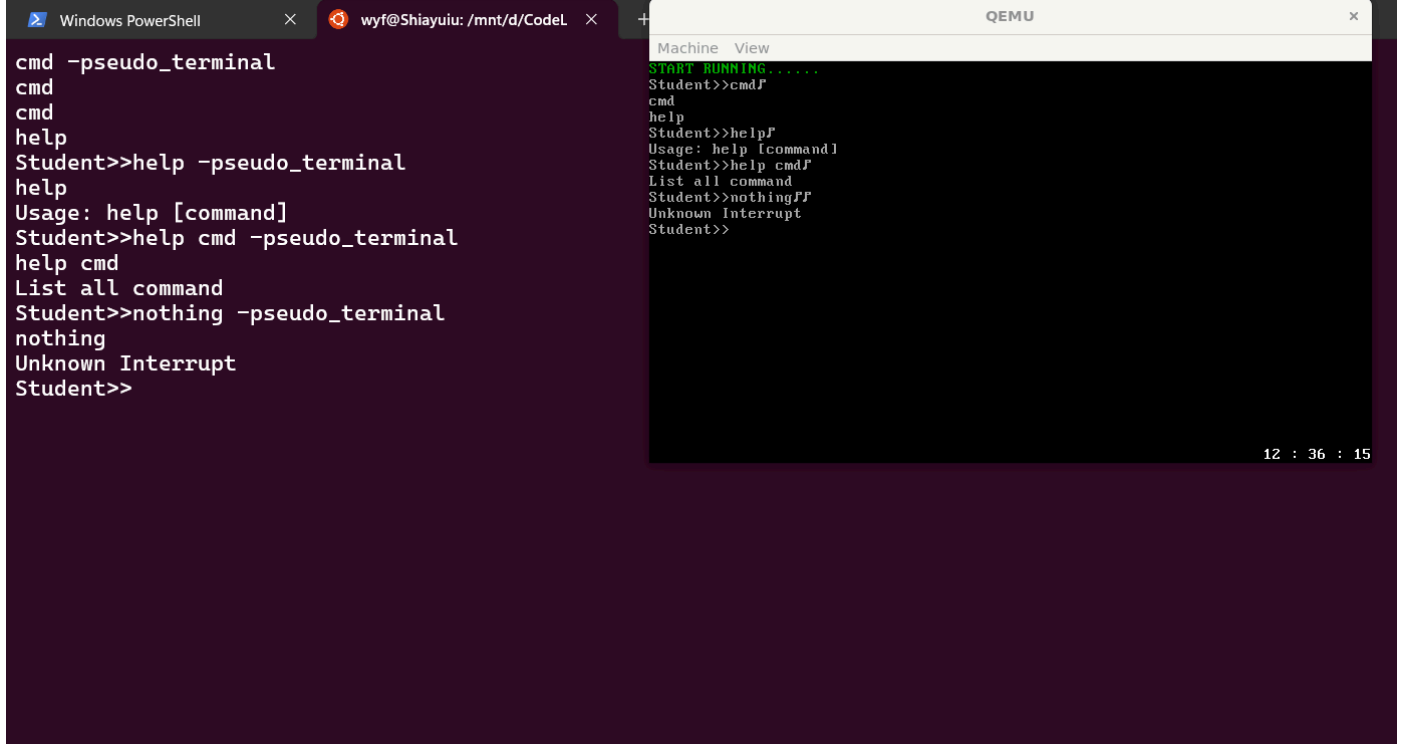 Windows PowerShell
wyf@Shiayuiu: /mnt/d/CodeL
cmd -pseudo_terminal
cmd
cmd
help
Student>>help -pseudo_terminal
help
Usage: help [command]
Student>>help cmd -pseudo_terminal
help cmd
List all command
Student>>nothing -pseudo_terminal
nothing
Unknown Interrupt
Student>>
QEMU
Machine View
START RUNNING......
Student>>cmd♪
cmd
help
Student>>help♪
Usage: help [command]
Student>>help cmd♪
List all command
Student>>nothing♪♪
Unknown Interrupt
Student>>
12 : 36 : 15